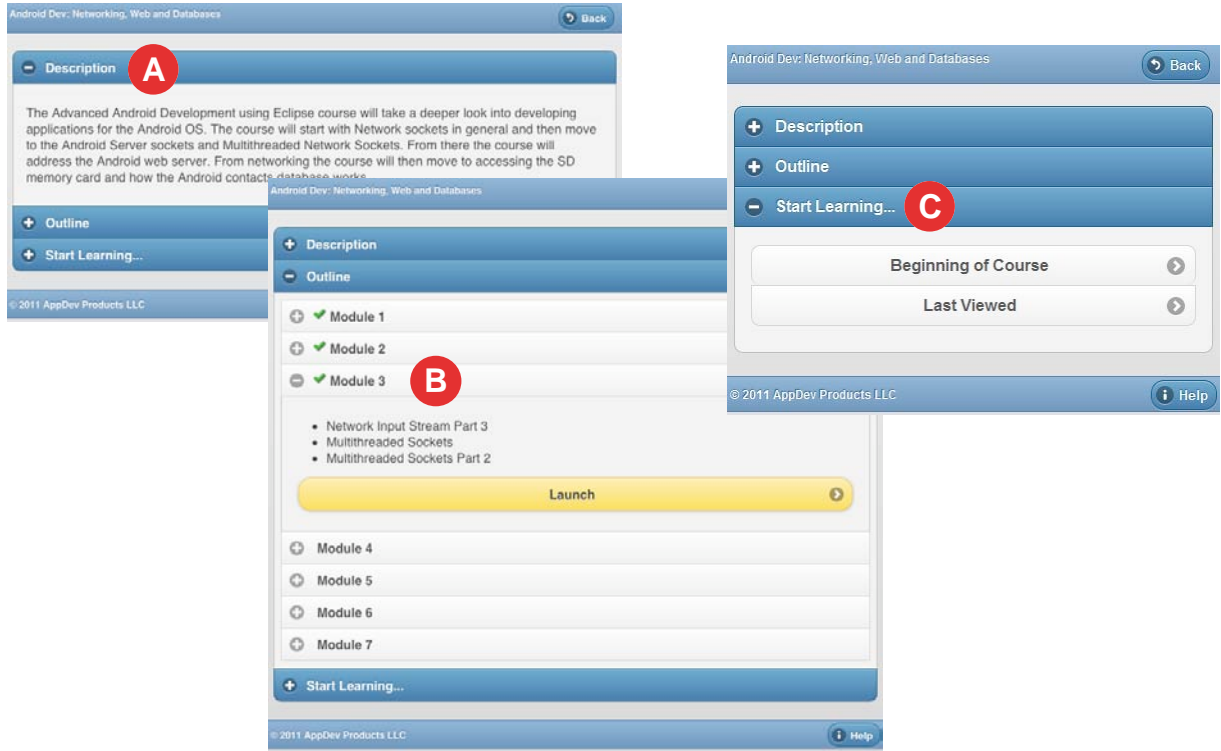 Android Dev: Networking, Web and Databases
Back
Description
A
The Advanced Android Development using Eclipse course will take a deeper look into developing
applications for the Android OS. The course will start with Network sockets in general and then move
to the Android Server sockets and Multithreaded Network Sockets. From there the course will
address the Android web server. From networking the course will then move to accessing the SD
memory card and how the Android contacts database works.
Outline
Start Learning...
© 2011 AppDev Products LLC
Android Dev: Networking, Web and Databases
Description
Outline
Module 1
Module 2
Module 3
B
Network Input Stream Part 3
Multithreaded Sockets
Multithreaded Sockets Part 2
Launch
Module 4
Module 5
Module 6
Module 7
Start Learning...
© 2011 AppDev Products LLC
Help
Android Dev: Networking, Web and Databases
Back
Description
Outline
Start Learning...
C
Beginning of Course
Last Viewed
© 2011 AppDev Products LLC
Help